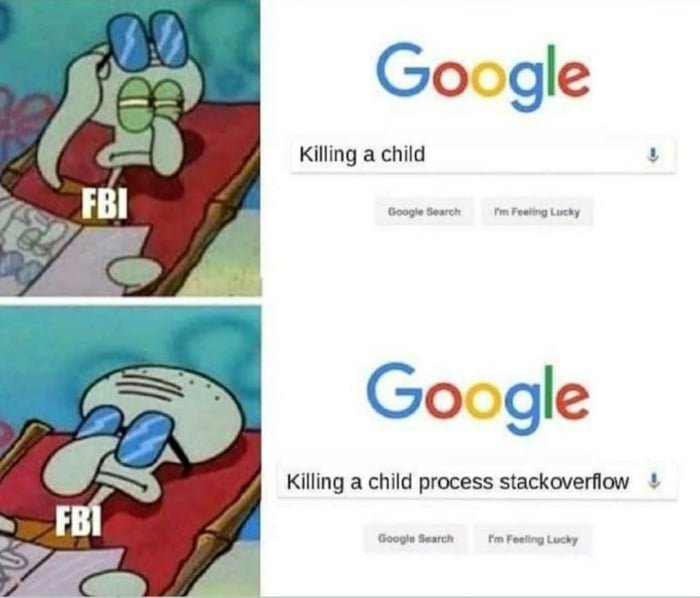 Google
Killing a child
Google Search I'm Feeling Lucky
FBI
Google
Killing a child process stackoverflow
Google Search I'm Feeling Lucky
FBI